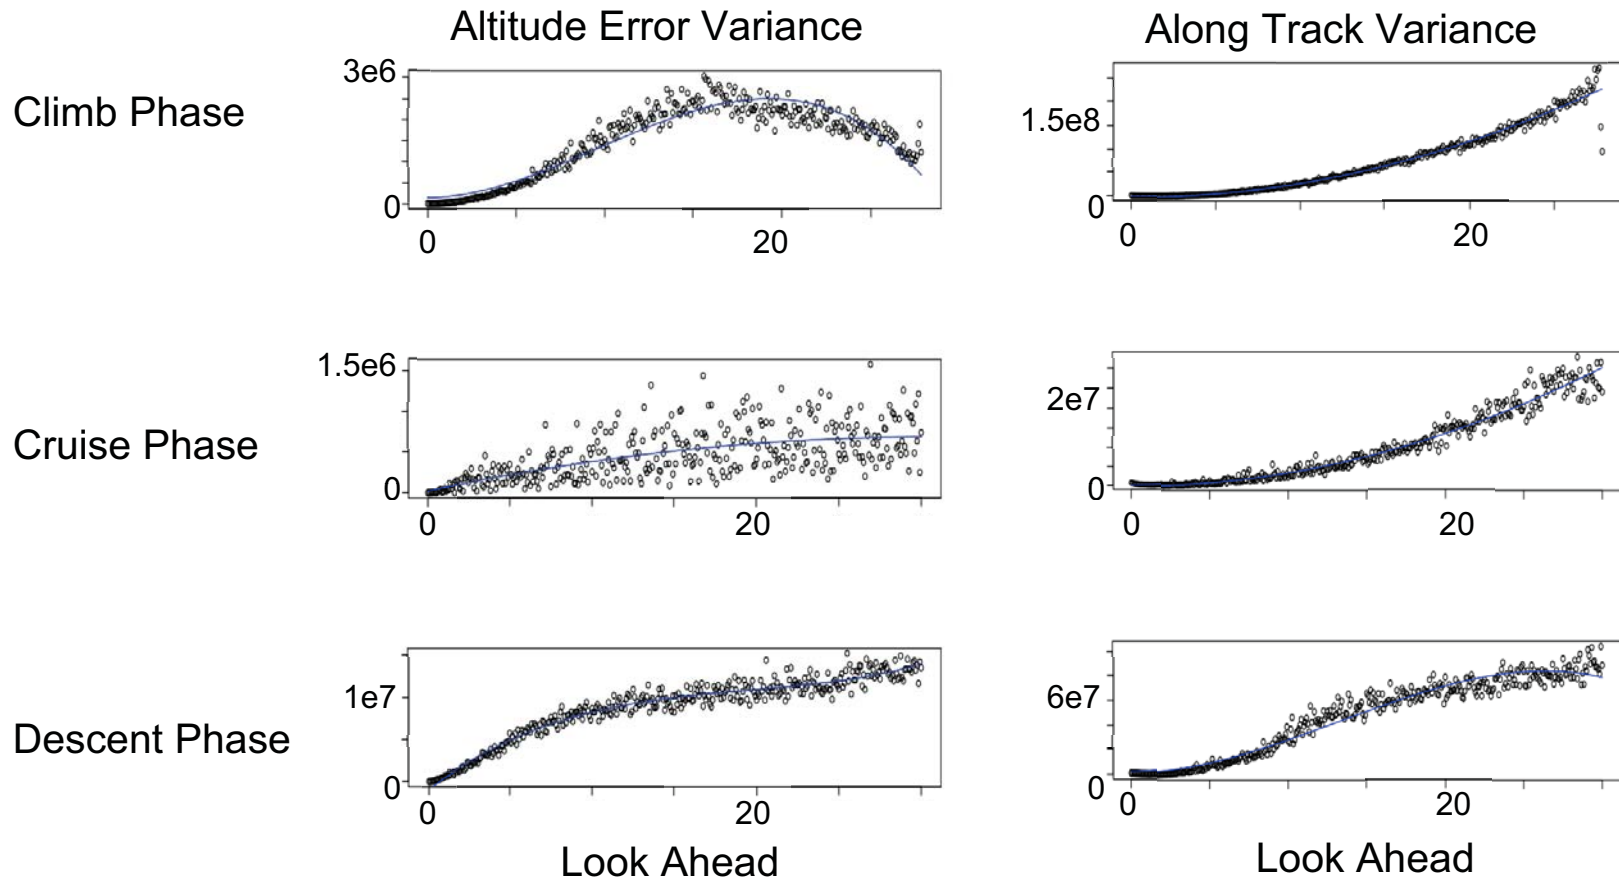 Altitude Error Variance
Along Track Variance
Climb Phase
3e6
0
0
20
1.5e8
0
0
20
Cruise Phase
1.5e6
0
0
20
2e7
0
0
20
Descent Phase
1e7
0
0
20
6e7
0
0
20
Look Ahead
Look Ahead